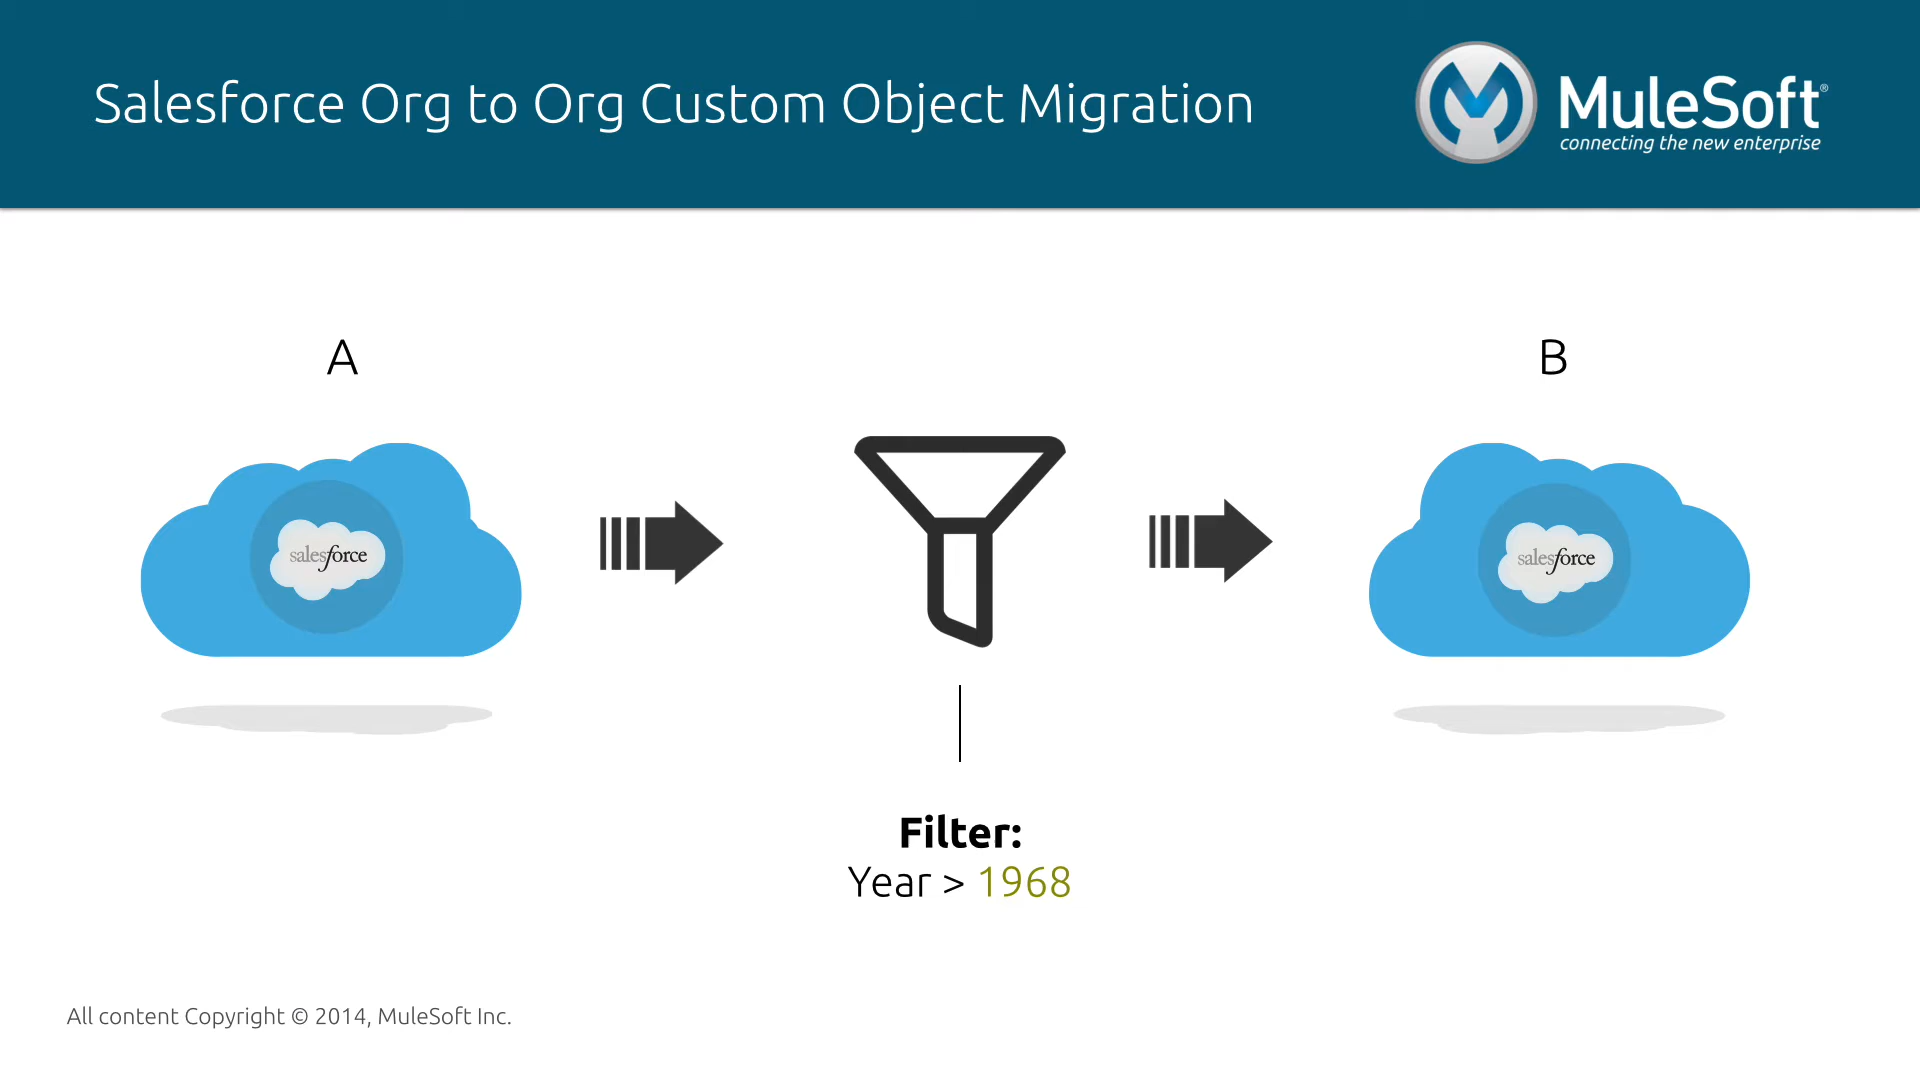 Salesforce Org to Org Custom Object Migration
MuleSoft®
connecting the new enterprise
A
B
salesforce
salesforce
Filter:
Year > 1968
All content Copyright © 2014, MuleSoft Inc.